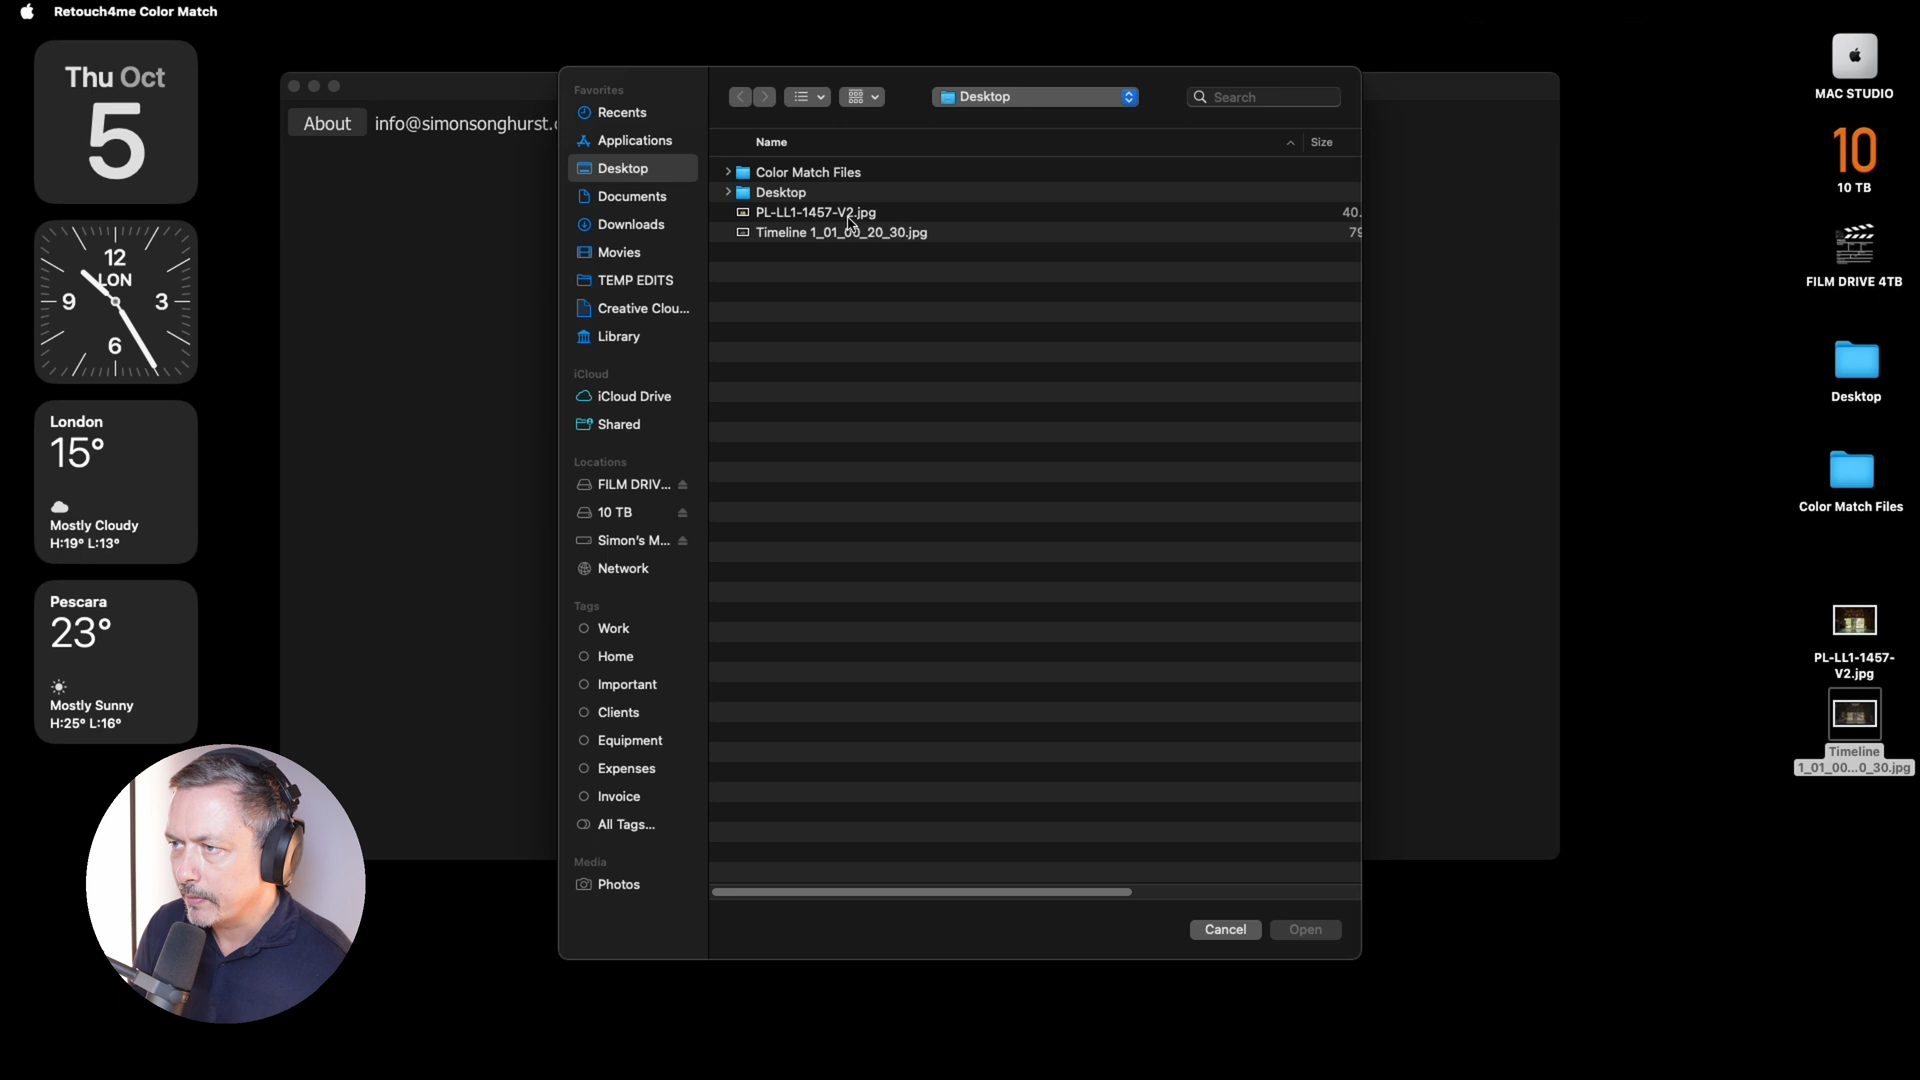 Retouch4me Color Match
Thu Oct
5
12
LON
9
3
6
London
15°
Mostly Cloudy
H:19° L:13°
Pescara
23°
Mostly Sunny
H:25° L:16°
About
info@simonsonghurst.
Favorites
Recents
Applications
Desktop
Documents
Downloads
Movies
TEMP EDITS
Creative Clou...
Library
iCloud
iCloud Drive
Shared
Locations
FILM DRIV...
10 TB
Simon's M...
Network
Tags
Work
Home
Important
Clients
Equipment
Expenses
Invoice
All Tags...
Media
Photos
Desktop
Search
Name
Size
Color Match Files
Desktop
PL-LL1-1457-V2.jpg
40.
Timeline 1_01_00_20_30.jpg
79
Cancel
Open
MAC STUDIO
10
10 TB
FILM DRIVE 4TB
Desktop
Color Match Files
PL-LL1-1457-
V2.jpg
Timeline
1_01_00...0_30.jpg